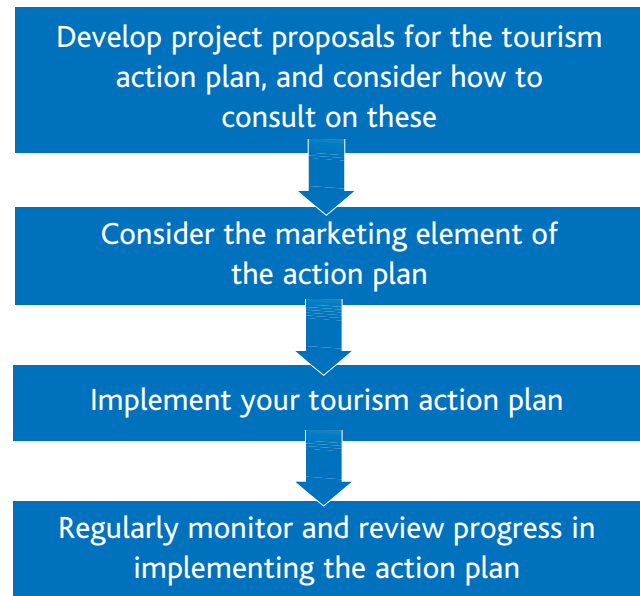 Develop project proposals for the tourism
action plan, and consider how to
consult on these
Consider the marketing element of
the action plan
Implement your tourism action plan
Regularly monitor and review progress in
implementing the action plan